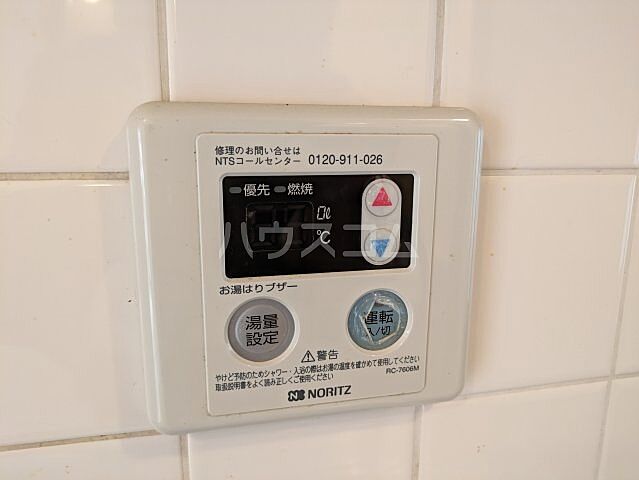 修理のお問い合せは
NTSコールセンター 0120-911-026
優先 燃焼
0ℓ
℃
ハウスコム
お湯はりブザー
湯量
設定
運転
入/切
警告
やけど予防のためシャワー・入浴の際はお湯の温度を確かめて使用してください
取扱説明書をよく読み正しくご使用ください
RC-7606M
NORITZ